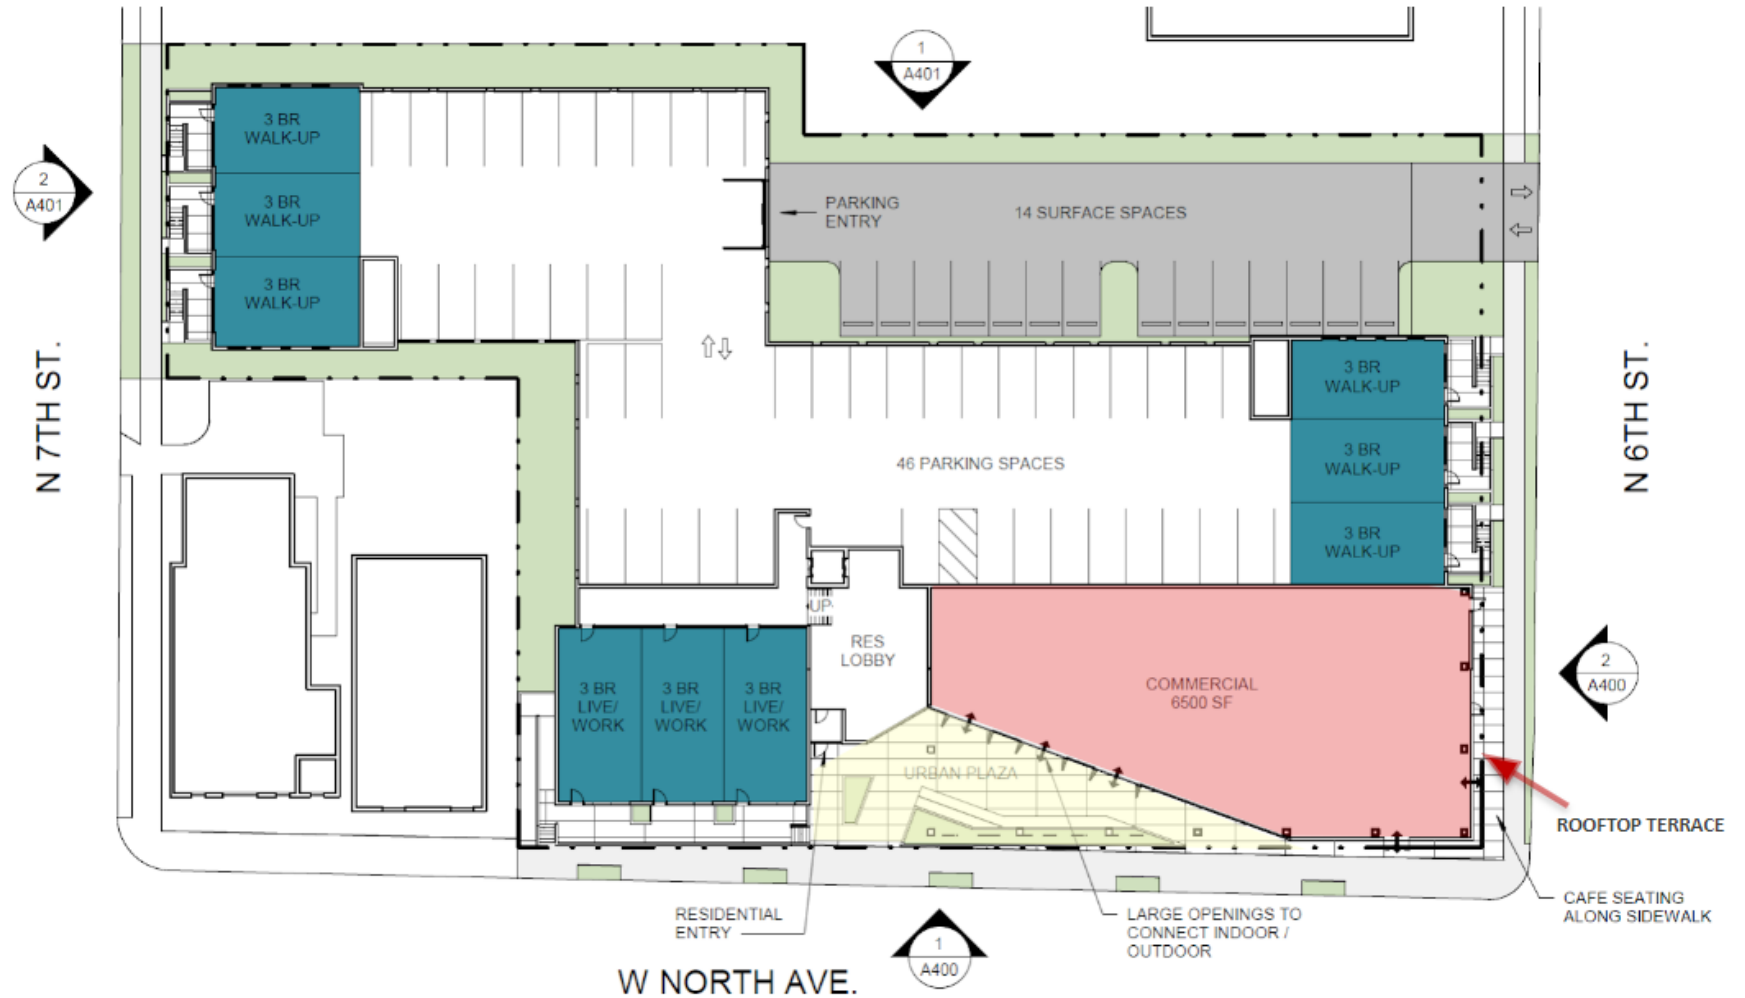 1
A401
3 BR
WALK-UP
2
A401
3 BR
WALK-UP
PARKING
ENTRY
14 SURFACE SPACES
3 BR
WALK-UP
N 7TH ST.
N 6TH ST.
3 BR
WALK-UP
46 PARKING SPACES
3 BR
WALK-UP
3 BR
WALK-UP
UP
RES
LOBBY
3 BR
LIVE/
WORK
3 BR
LIVE/
WORK
3 BR
LIVE/
WORK
COMMERCIAL
6500 SF
2
A400
URBAN PLAZA
ROOFTOP TERRACE
RESIDENTIAL
ENTRY
LARGE OPENINGS TO
CONNECT INDOOR /
OUTDOOR
CAFE SEATING
ALONG SIDEWALK
1
A400
W NORTH AVE.